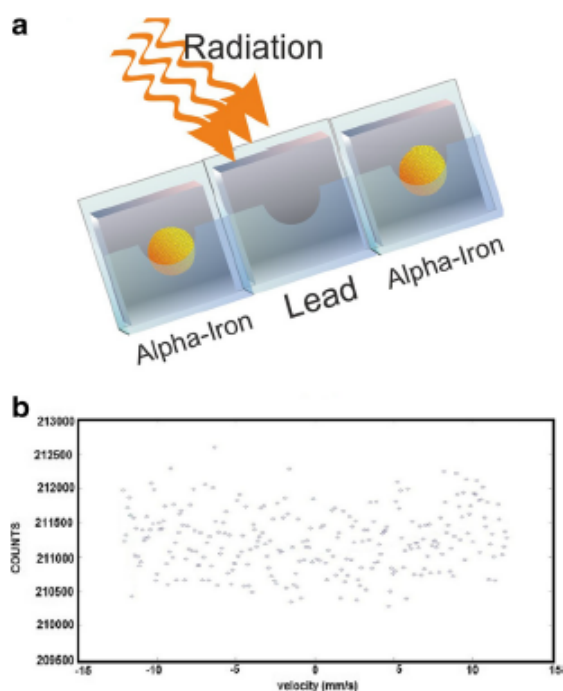 a
Radiation
Alpha-Iron
Lead
Alpha-Iron
b
213000
212500
212000
211500
211000
210500
210000
209500
COUNTS
-15
-10
-5
0
5
10
15
velocity (mm/s)